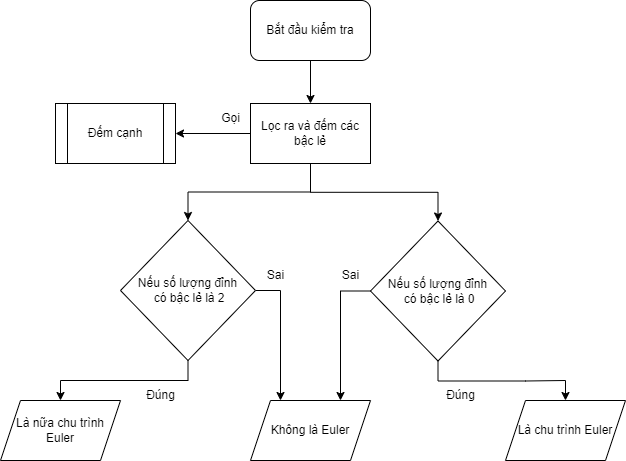 Bắt đầu kiểm tra
Gọi
Đếm cạnh
Lọc ra và đếm các
bậc lẻ
Nếu số lượng đỉnh
có bậc lẻ là 2
Sai
Sai
Nếu số lượng đỉnh
có bậc lẻ là 0
Đúng
Đúng
Là nữa chu trình
Euler
Không là Euler
Là chu trình Euler